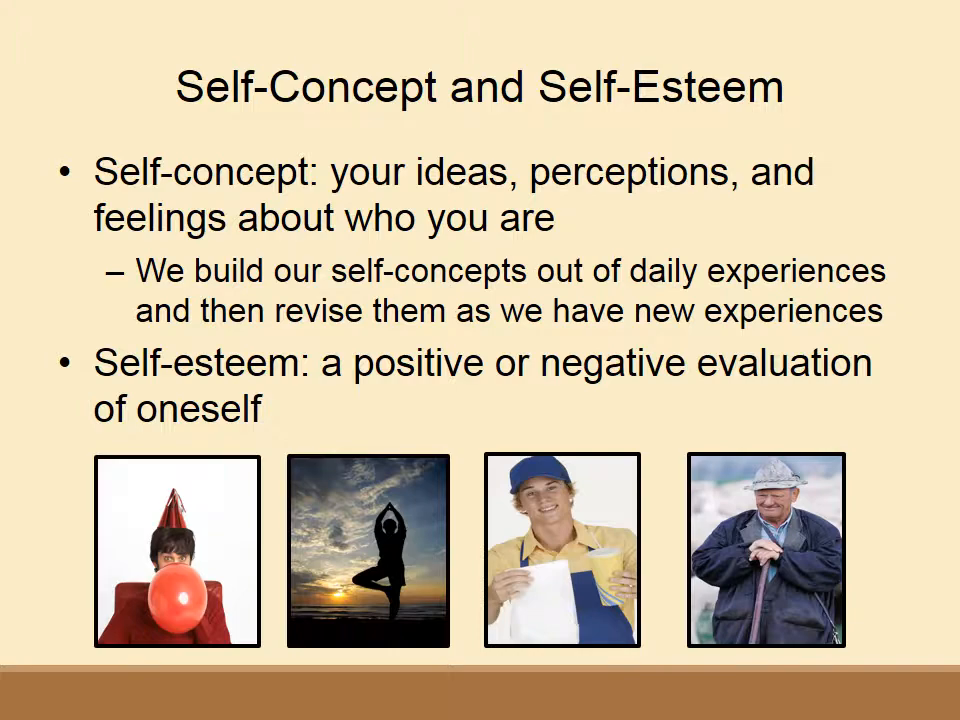 Self-Concept and Self-Esteem
• Self-concept: your ideas, perceptions, and
feelings about who you are
– We build our self-concepts out of daily experiences
and then revise them as we have new experiences
• Self-esteem: a positive or negative evaluation
of oneself